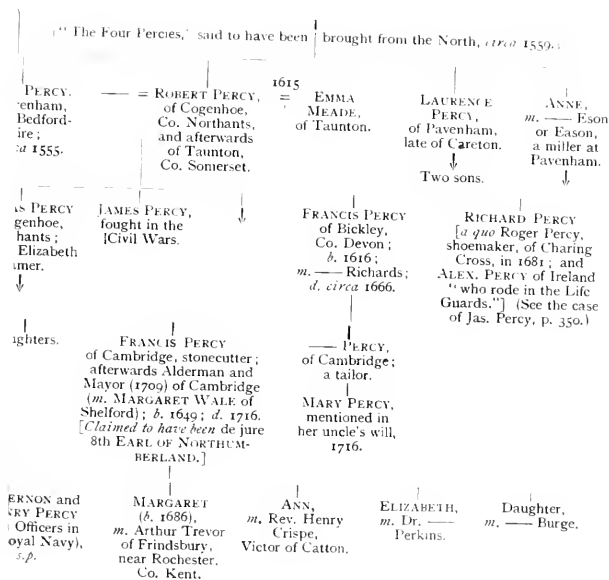 "The Four Percies," said to have been brought from the North, circa 1559.
PERCY.
Bedford-
1555.
— = ROBERT PERCY,
of Cogenhoe,
Co. Northants,
and afterwards
of Taunton,
Co. Somerset.
1615
=
EMMA
MEADE,
of Taunton.
LAURENCE
PERCY,
of Pavenham,
late of Careton.
Two sons.
ANNE,
m. — Eson
or Eason,
a miller at
Pavenham.
PERCY
Elizabeth
JAMES PERCY,
fought in the
Civil Wars.
FRANCIS PERCY
of Bickley,
Co. Devon;
b. 1616;
m. — Richards;
d. circa 1666.
RICHARD PERCY
[a quo Roger Percy,
shoemaker, of Charing
Cross, in 1681; and
ALEX. PERCY of Ireland
"who rode in the Life
Guards."] (See the case
of Jas. Percy, p. 350.)
ighters.
FRANCIS PERCY
of Cambridge, stonecutter;
afterwards Alderman and
Mayor (1709) of Cambridge
(m. MARGARET WALE of
Shelford); b. 1649; d. 1716.
[Claimed to have been de jure
8th EARL OF NORTHUM-
BERLAND.]
— PERCY,
of Cambridge;
a tailor.
MARY PERCY,
mentioned in
her uncle's will,
1716.
ERNON and
RY PERCY
Officers in
oyal Navy),
s.p.
MARGARET
(b. 1686),
m. Arthur Trevor
of Frindsbury,
near Rochester,
Co. Kent.
ANN,
m. Rev. Henry
Crispe,
Victor of Catton.
ELIZABETH,
m. Dr. —
Perkins.
Daughter,
m. — Burge.